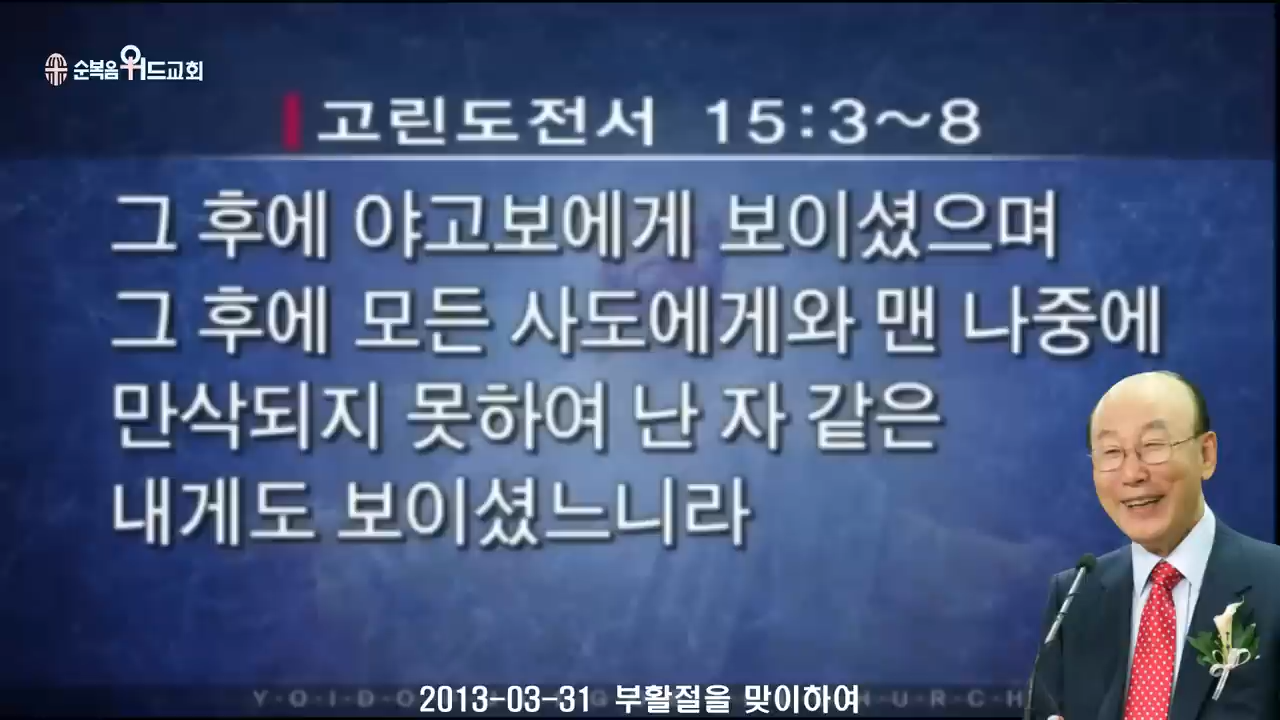 순복음위드교회
고린도전서 15:3~8
그 후에 야고보에게 보이셨으며
그 후에 모든 사도에게와 맨 나중에
만삭되지 못하여 난 자 같은
내게도 보이셨느니라
2013-03-31 부활절을 맞이하여